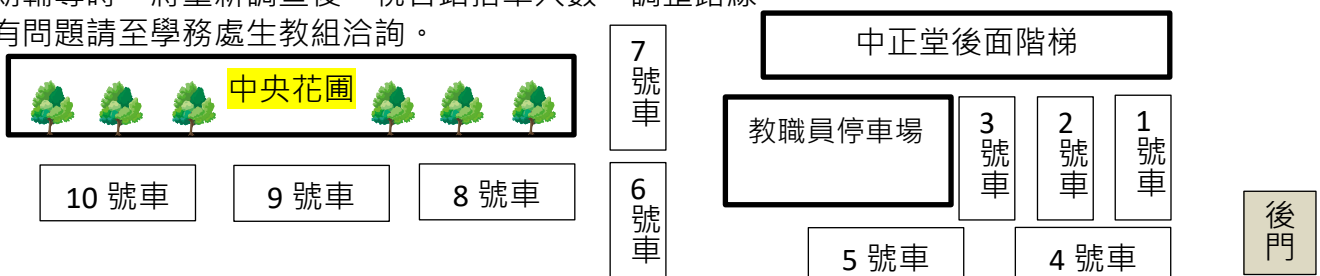 有問題請至學務處生教組洽詢。
中央花圃
7號車
中正堂後面階梯
教職員停車場
3號車
2號車
1號車
10 號車
9 號車
8 號車
6號車
後門
5 號車
4 號車